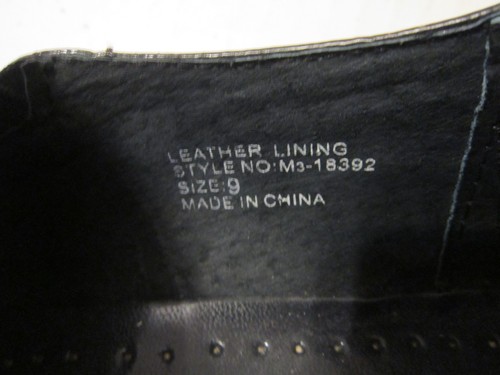 LEATHER LINING
STYLE NO:M3-18392
SIZE:9
MADE IN CHINA